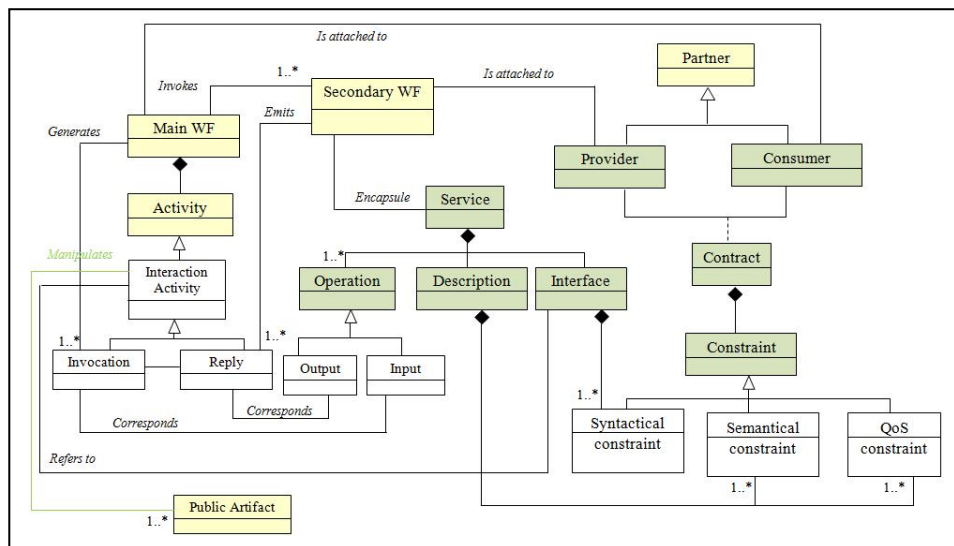 Is attached to
Partner
1..*
Is attached to
Invokes
Secondary WF
Emits
Generates
Main WF
Provider
Consumer
Encapsule
Service
Activity
Manipulates
1..*
Contract
Interaction
Activity
Operation
Description
Interface
1..*
1..*
Constraint
Invocation
Reply
Output
Input
Corresponds
Corresponds
1..*
Syntactical
constraint
Semantical
constraint
QoS
constraint
Refers to
1..*
1..*
Public Artifact
1..*